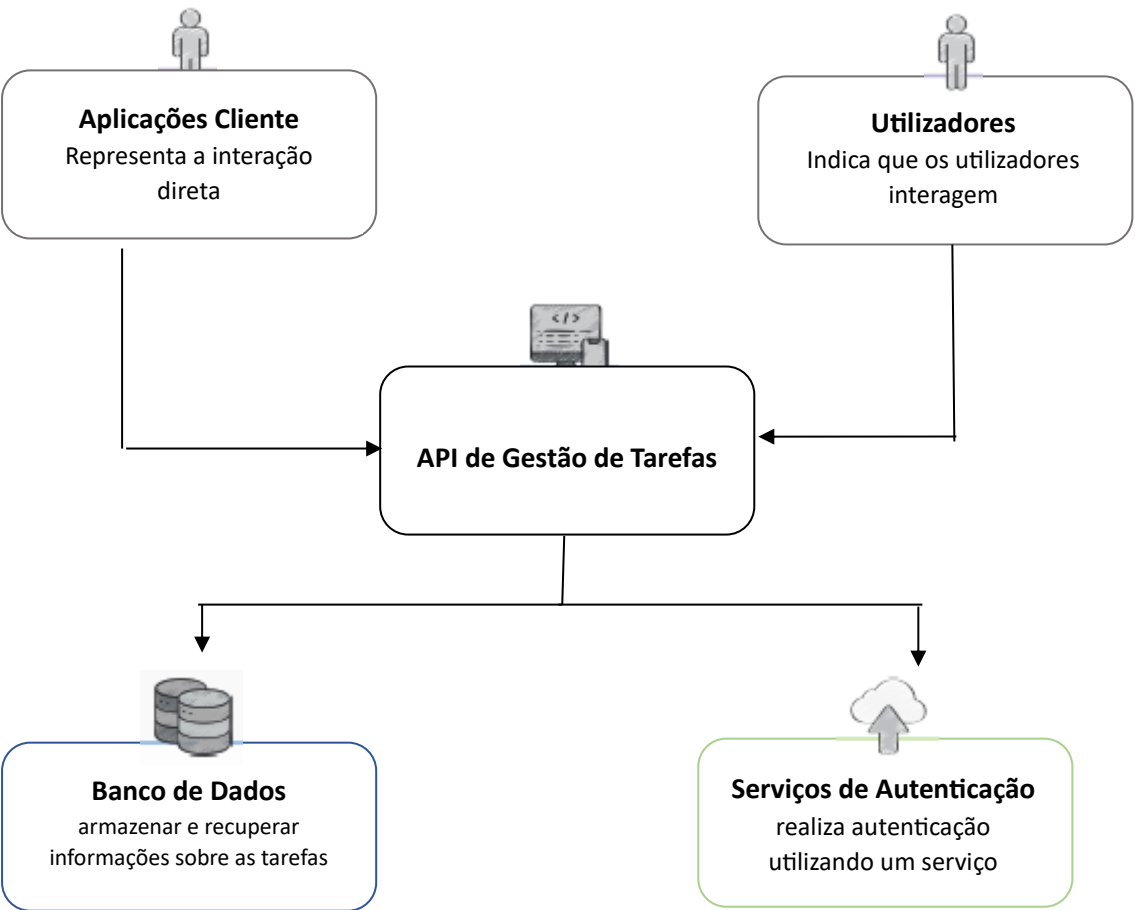 Aplicações Cliente
Representa a interação
direta
Utilizadores
Indica que os utilizadores
interagem
</>
API de Gestão de Tarefas
Banco de Dados
armazenar e recuperar
informações sobre as tarefas
Serviços de Autenticação
realiza autenticação
utilizando um serviço